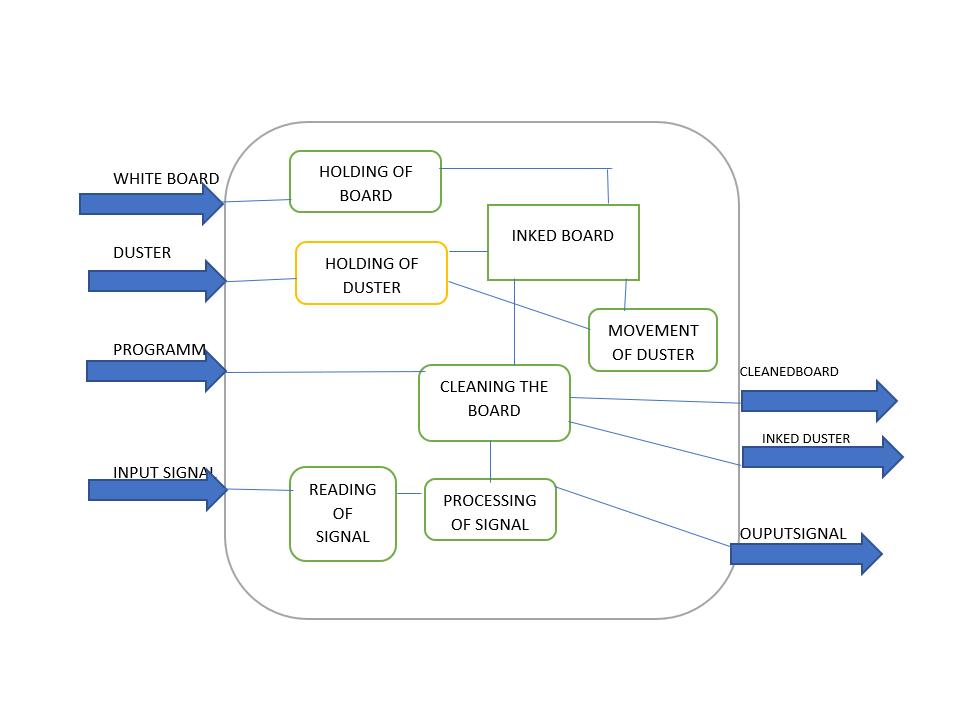 WHITE BOARD
HOLDING OF
BOARD
INKED BOARD
DUSTER
HOLDING OF
DUSTER
MOVEMENT
OF DUSTER
PROGRAMM
CLEANING THE
BOARD
CLEANEDBOARD
INKED DUSTER
INPUT SIGNAL
READING
OF
SIGNAL
PROCESSING
OF SIGNAL
OUPUTSIGNAL